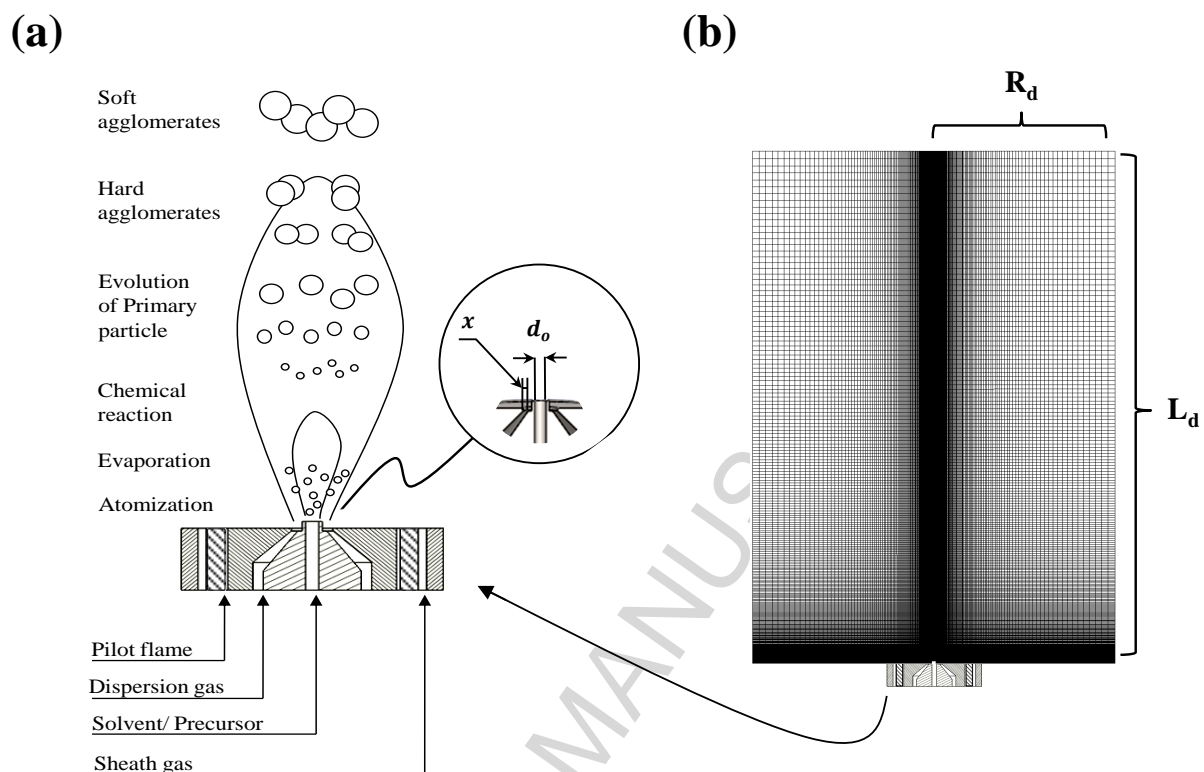 (a)
(b)
Soft
agglomerates
Hard
agglomerates
Evolution
of Primary
particle
Chemical
reaction
Evaporation
Atomization
x
d_o
R_d
L_d
Pilot flame
Dispersion gas
Solvent/ Precursor
Sheath gas
MANUS